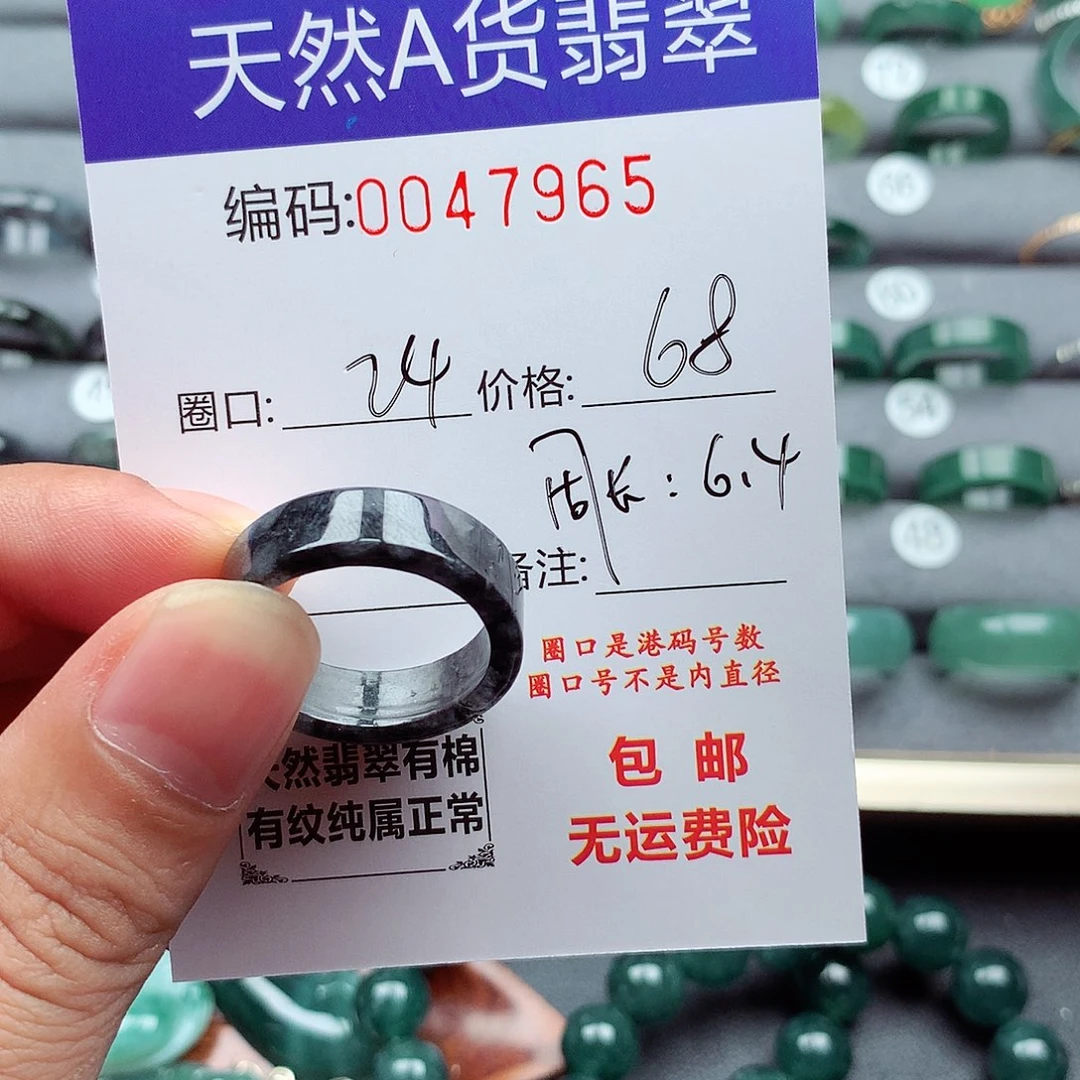 天然A货翡翠
编码:0047965
圈口: 24 价格: 68
周长:6.4
备注:
圈口是港码号数
圈口号不是内直径
天然翡翠有棉
有纹纯属正常
包邮
无运费险